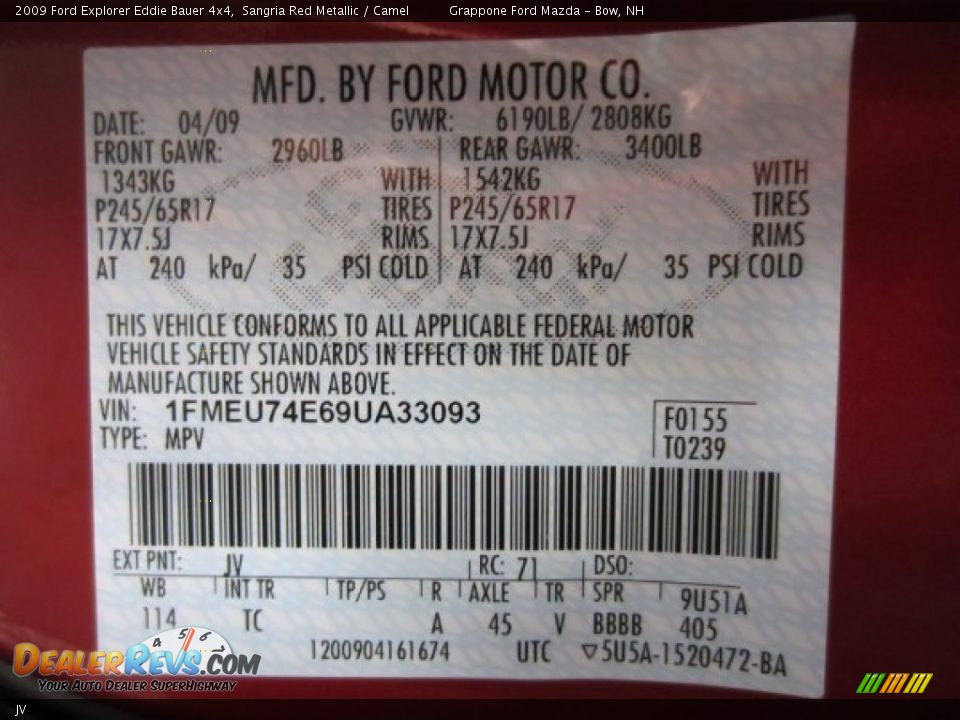 2009 Ford Explorer Eddie Bauer 4x4,  Sangria Red Metallic / Camel     Grappone Ford Mazda - Bow, NH
MFD. BY FORD MOTOR CO.
DATE: 04/09 GVWR: 6190LB/ 2808KG
FRONT GAWR: 2960LB REAR GAWR: 3400LB
1343KG WITH 1542KG WITH
P245/65R17 TIRES P245/65R17 TIRES
17X7.5J RIMS 17X7.5J RIMS
AT 240 kPa/ 35 PSI COLD AT 240 kPa/ 35 PSI COLD
THIS VEHICLE CONFORMS TO ALL APPLICABLE FEDERAL MOTOR
VEHICLE SAFETY STANDARDS IN EFFECT ON THE DATE OF
MANUFACTURE SHOWN ABOVE.
VIN: 1FMEU74E69UA33093 F0155
TYPE: MPV T0239
EXT PNT: JV RC: 71 DSO:
WB INT TR TP/PS R AXLE TR SPR 9U51A
114 TC A 45 V BBBB 405
1200904161674 UTC ▽5U5A-1520472-BA
4 5 6
DEALERREVS.COM
YOUR AUTO DEALER SUPERHIGHWAY
JV